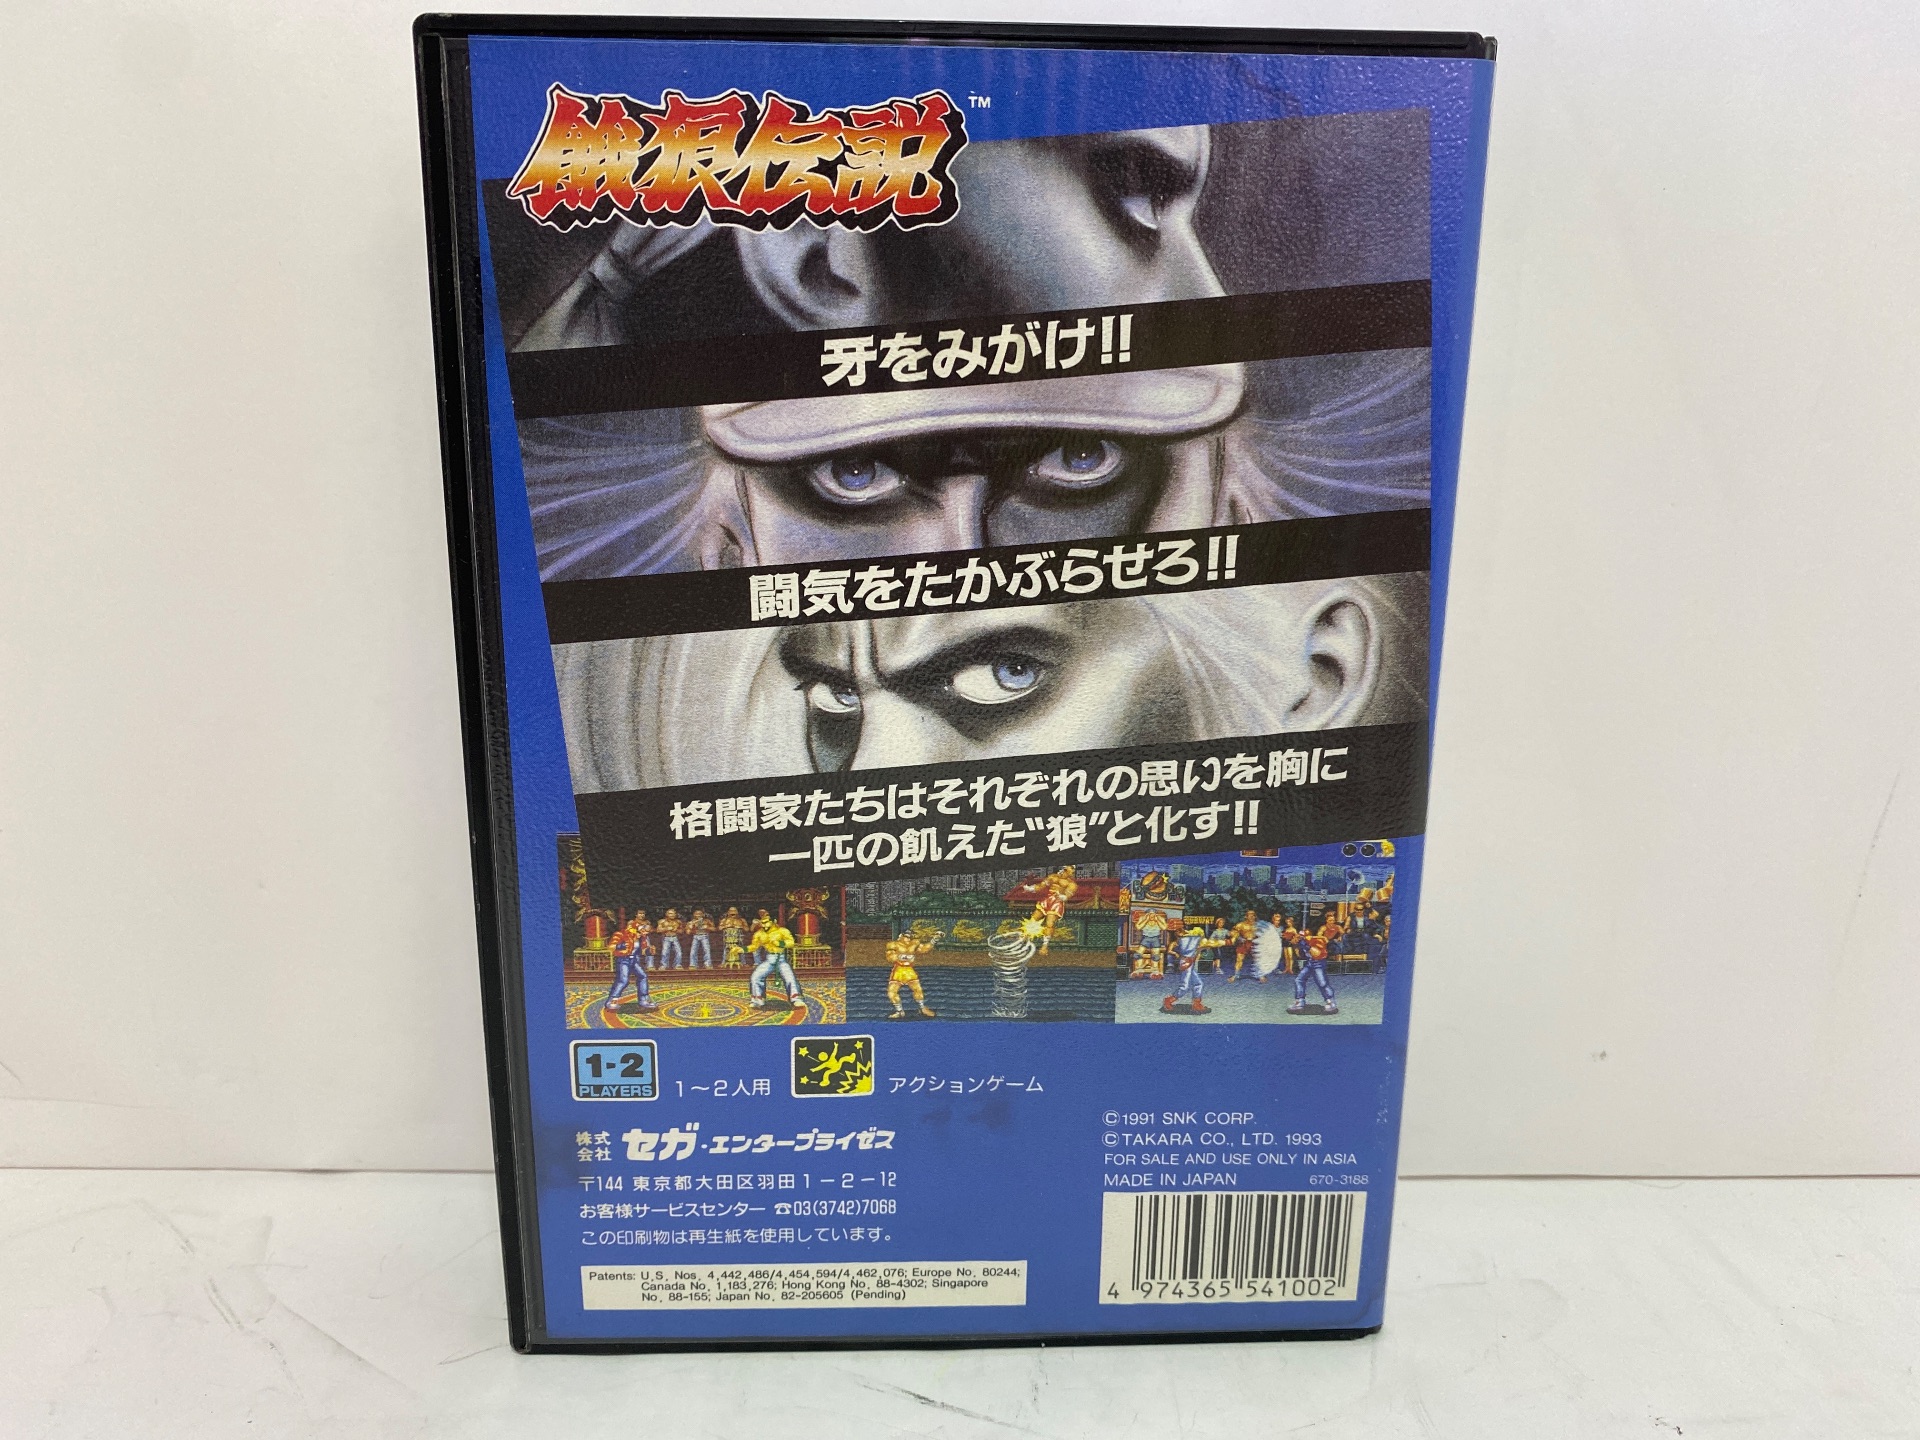 餓狼伝説 ™
牙をみがけ!!
闘気をたかぶらせろ!!
格闘家たちはそれぞれの思いを胸に
一匹の飢えた“狼”と化す!!
1-2
PLAYERS
1～2人用
アクションゲーム
株式
会社
セガ・エンタープライゼス
〒144 東京都大田区羽田1-2-12
お客様サービスセンター ☎03(3742)7068
この印刷物は再生紙を使用しています。
Patents: U.S. Nos. 4,442,486/4,454,594/4,462,076; Europe No. 80244;
Canada No. 1,183,276; Hong Kong No. 88-4302; Singapore
No. 88-155; Japan No. 82-205605 (Pending)
©1991 SNK CORP.
©TAKARA CO., LTD. 1993
FOR SALE AND USE ONLY IN ASIA
MADE IN JAPAN 670-3188
4 974365 541002